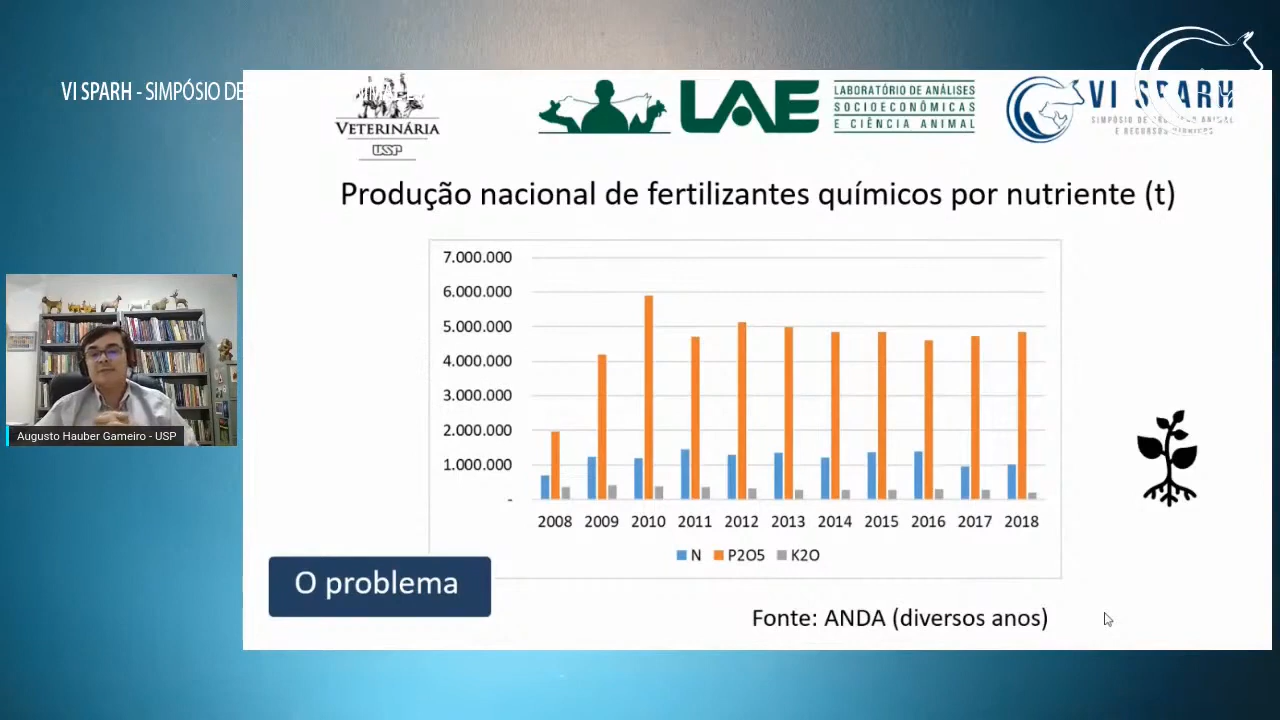 VI SPARH - SIMPÓSIO DE
VETERINÁRIA
USP
LAE
LABORATÓRIO DE ANÁLISES
SOCIOECONÔMICAS
E CIÊNCIA ANIMAL
VI SPARH
SIMPÓSIO DE PRODUÇÃO ANIMAL
E RECURSOS HÍDRICOS
Produção nacional de fertilizantes químicos por nutriente (t)
7.000.000
6.000.000
5.000.000
4.000.000
3.000.000
2.000.000
1.000.000
-
2008 2009 2010 2011 2012 2013 2014 2015 2016 2017 2018
N P2O5 K2O
Augusto Hauber Gameiro - USP
O problema
Fonte: ANDA (diversos anos)